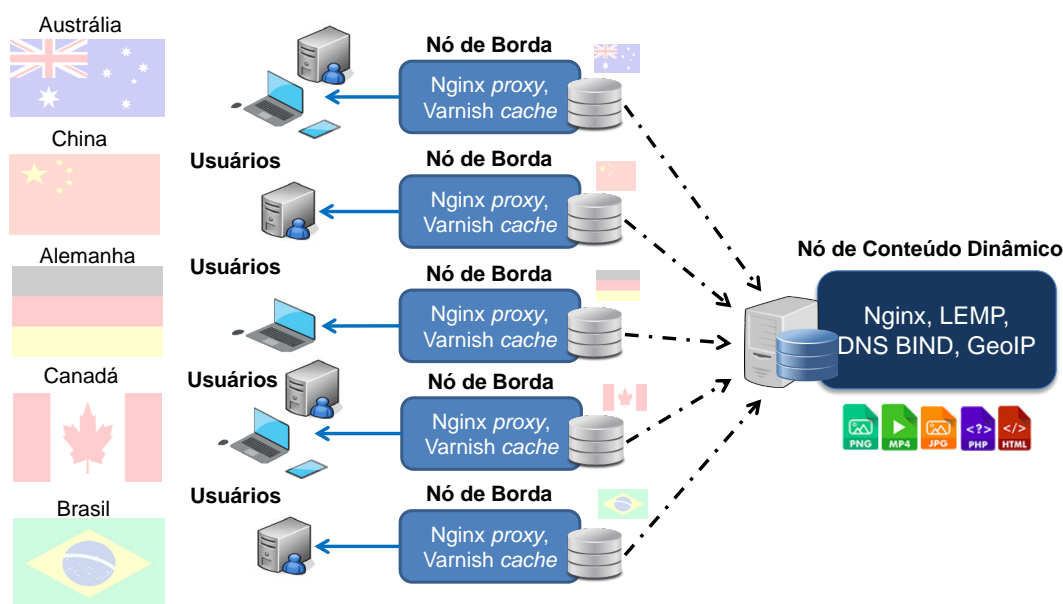 Austrália
Nó de Borda
Nginx proxy,
Varnish cache
China
Usuários
Nó de Borda
Nginx proxy,
Varnish cache
Nó de Conteúdo Dinâmico
Nginx, LEMP,
DNS BIND, GeoIP
PNG MP4 JPG <?> PHP </> HTML
Alemanha
Usuários
Nó de Borda
Nginx proxy,
Varnish cache
Canadá
Usuários
Nó de Borda
Nginx proxy,
Varnish cache
Brasil
Usuários
Nó de Borda
Nginx proxy,
Varnish cache